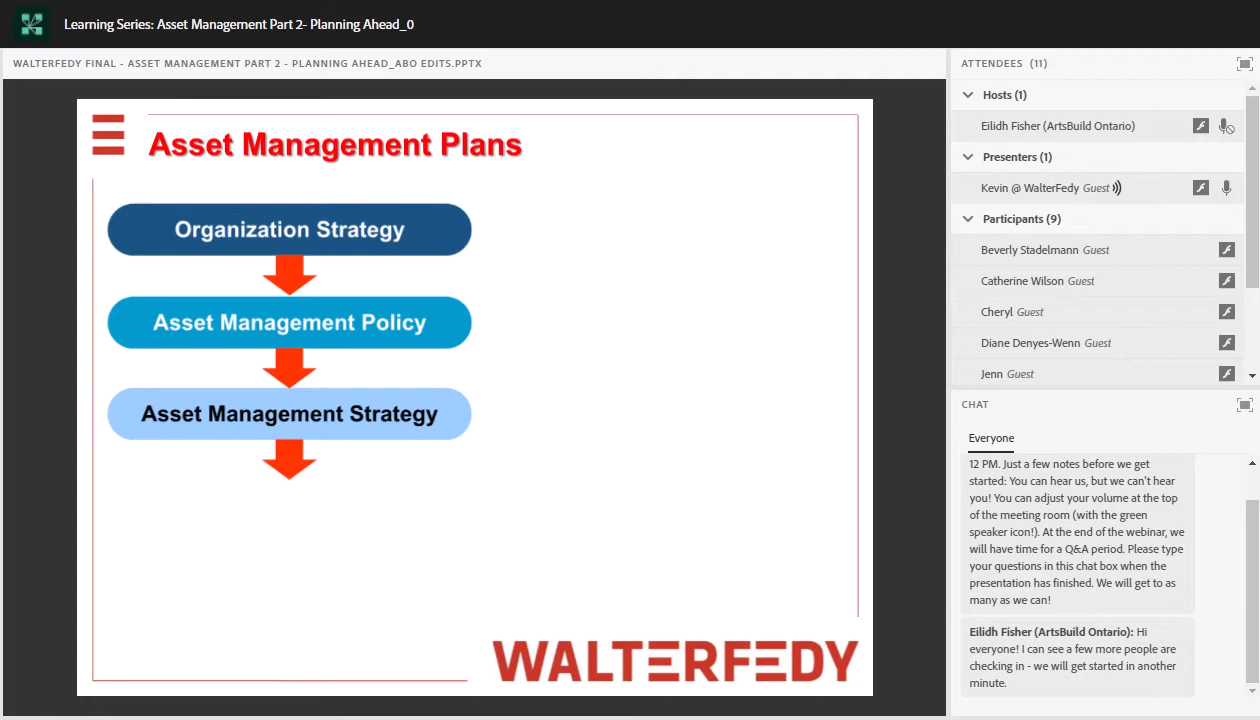 Learning Series: Asset Management Part 2- Planning Ahead_0
WALTERFEDY FINAL - ASSET MANAGEMENT PART 2 - PLANNING AHEAD_ABO EDITS.PPTX
Asset Management Plans
Organization Strategy
Asset Management Policy
Asset Management Strategy
WALTERFEDY
ATTENDEES (11)
Hosts (1)
Eilidh Fisher (ArtsBuild Ontario)
Presenters (1)
Kevin @ WalterFedy Guest
Participants (9)
Beverly Stadelmann Guest
Catherine Wilson Guest
Cheryl Guest
Diane Denyes-Wenn Guest
Jenn Guest
CHAT
Everyone
12 PM. Just a few notes before we get
started: You can hear us, but we can't hear
you! You can adjust your volume at the top
of the meeting room (with the green
speaker icon!). At the end of the webinar, we
will have time for a Q&A period. Please type
your questions in this chat box when the
presentation has finished. We will get to as
many as we can!
Eilidh Fisher (ArtsBuild Ontario): Hi
everyone! I can see a few more people are
checking in - we will get started in another
minute.